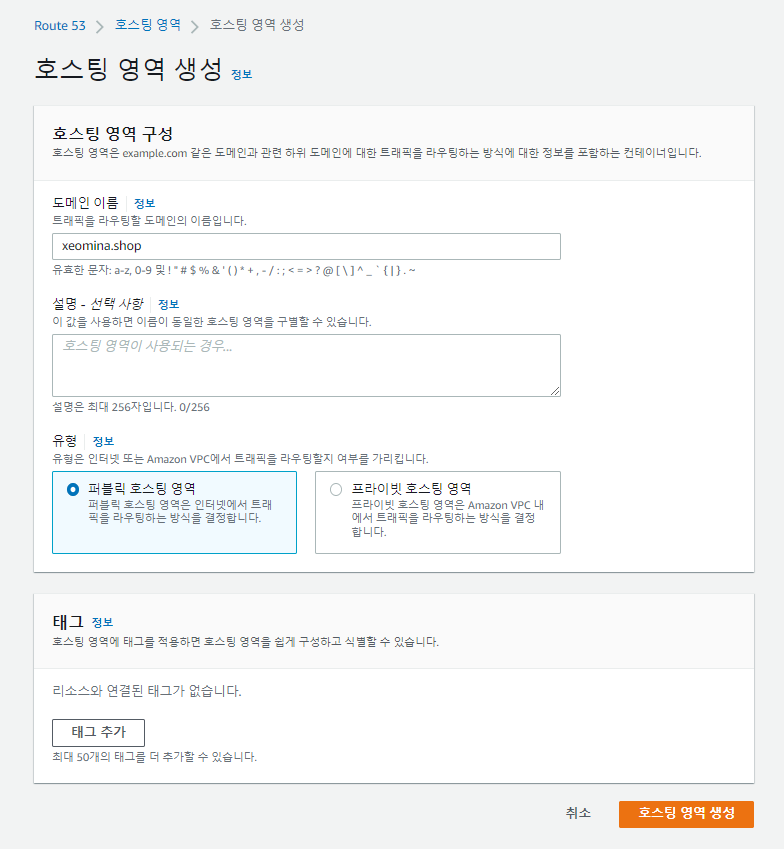 Route 53 > 호스팅 영역 > 호스팅 영역 생성
호스팅 영역 생성 정보
호스팅 영역 구성
호스팅 영역은 example.com 같은 도메인과 관련 하위 도메인에 대한 트래픽을 라우팅하는 방식에 대한 정보를 포함하는 컨테이너입니다.
도메인 이름 정보
트래픽을 라우팅할 도메인의 이름입니다.
xeomina.shop
유효한 문자: a-z, 0-9 및 ! " # $ % & ' ( ) * + , - / : ; < = > ? @ [ \ ] ^ _ ` { | } . ~
설명 - 선택 사항 정보
이 값을 사용하면 이름이 동일한 호스팅 영역을 구별할 수 있습니다.
호스팅 영역이 사용되는 경우...
설명은 최대 256자입니다. 0/256
유형 정보
유형은 인터넷 또는 Amazon VPC에서 트래픽을 라우팅할지 여부를 가리킵니다.
퍼블릭 호스팅 영역
퍼블릭 호스팅 영역은 인터넷에서 트래
픽을 라우팅하는 방식을 결정합니다.
프라이빗 호스팅 영역
프라이빗 호스팅 영역은 Amazon VPC 내
에서 트래픽을 라우팅하는 방식을 결정
합니다.
태그 정보
호스팅 영역에 태그를 적용하면 호스팅 영역을 쉽게 구성하고 식별할 수 있습니다.
리소스와 연결된 태그가 없습니다.
태그 추가
최대 50개의 태그를 더 추가할 수 있습니다.
취소 호스팅 영역 생성